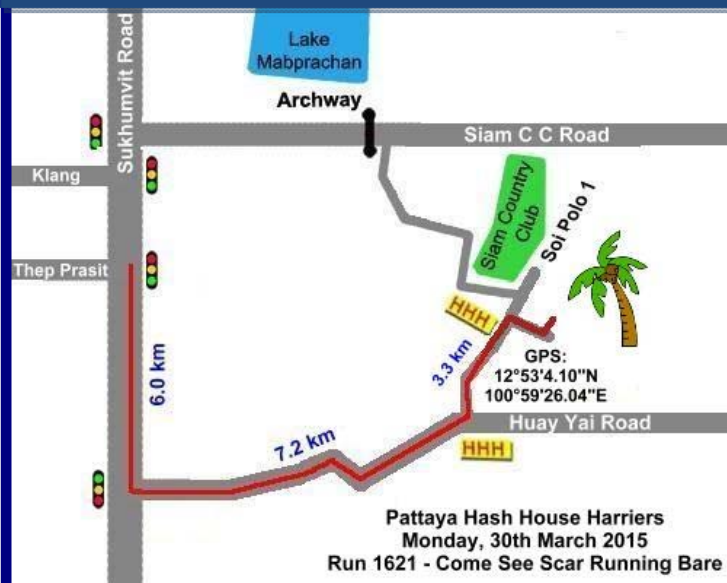 Lake
Mabprachan
Sukhumvit Road
Archway
Siam C C Road
Klang
Siam Country
Club
Soi Polo 1
Thep Prasit
HHH
6.0 km
3.3 km
GPS:
12°53'4.10"N
100°59'26.04"E
Huay Yai Road
7.2 km
HHH
Pattaya Hash House Harriers
Monday, 30th March 2015
Run 1621 - Come See Scar Running Bare